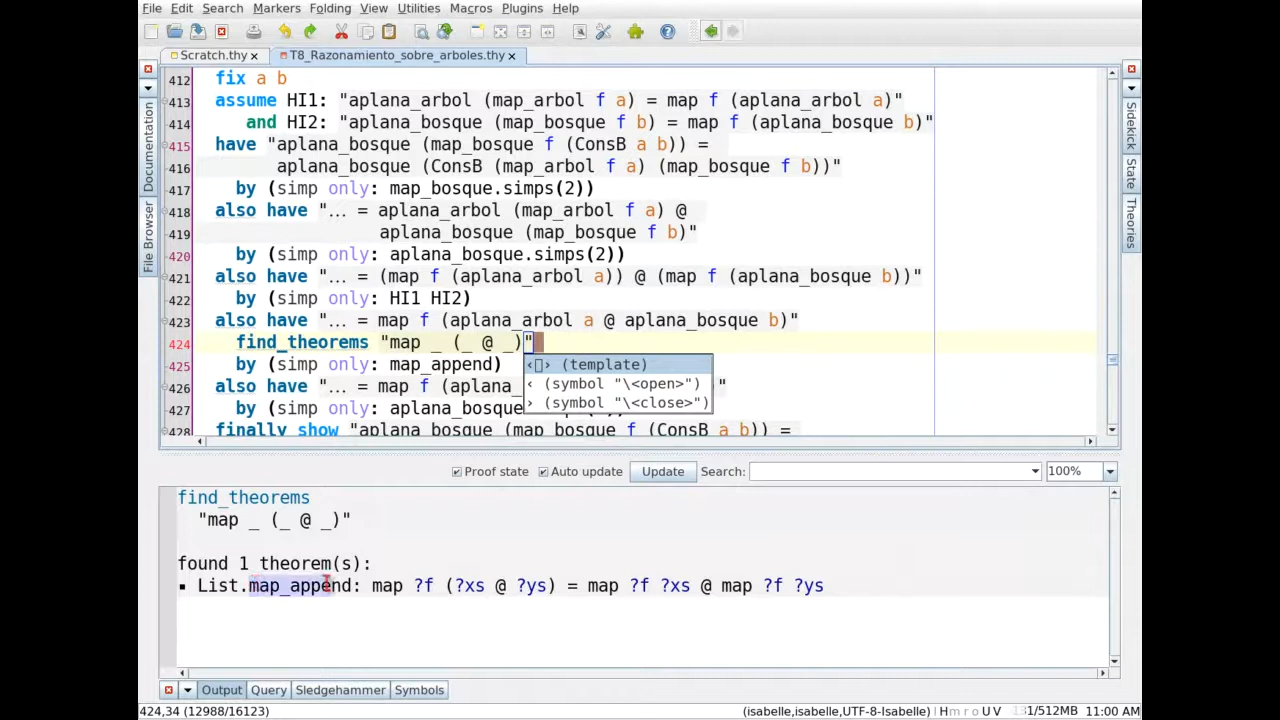 File Edit Search Markers Folding View Utilities Macros Plugins Help
Scratch.thy T8_Razonamiento_sobre_arboles.thy
412 fix a b
413 assume HI1: "aplana_arbol (map_arbol f a) = map f (aplana_arbol a)"
414 and HI2: "aplana_bosque (map_bosque f b) = map f (aplana_bosque b)"
415 have "aplana_bosque (map_bosque f (ConsB a b)) =
416 aplana_bosque (ConsB (map_arbol f a) (map_bosque f b))"
417 by (simp only: map_bosque.simps(2))
418 also have "... = aplana_arbol (map_arbol f a) @
419 aplana_bosque (map_bosque f b)"
420 by (simp only: aplana_bosque.simps(2))
421 also have "... = (map f (aplana_arbol a)) @ (map f (aplana_bosque b))"
422 by (simp only: HI1 HI2)
423 also have "... = map f (aplana_arbol a @ aplana_bosque b)"
424 find_theorems "map _ (_ @ _)"
425 by (simp only: map_append)
426 also have "... = map f (aplana_
427 by (simp only: aplana_bosque
428 finally show "aplana_bosque (map_bosque f (ConsB a b)) =
‹▯› (template)
‹ (symbol "\<open>")
› (symbol "\<close>")
Documentation
File Browser
Sidekick
State
Theories
Proof state Auto update Update Search: 100%
find_theorems
"map _ (_ @ _)"
found 1 theorem(s):
▪ List.map_append: map ?f (?xs @ ?ys) = map ?f ?xs @ map ?f ?ys
Output Query Sledgehammer Symbols
424,34 (12988/16123) (isabelle,isabelle,UTF-8-Isabelle) | H m r o U V 131/512MB 11:00 AM